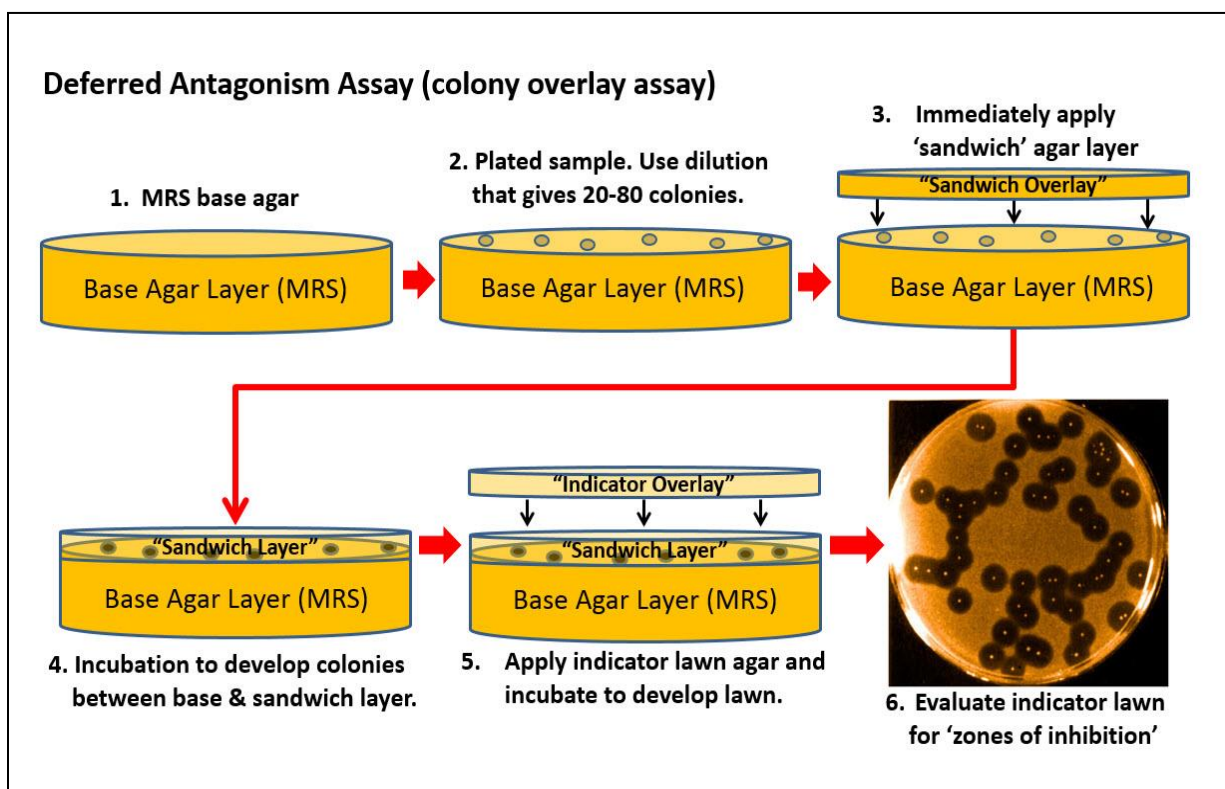 Deferred Antagonism Assay (colony overlay assay)
1. MRS base agar
Base Agar Layer (MRS)
2. Plated sample. Use dilution
that gives 20-80 colonies.
Base Agar Layer (MRS)
3. Immediately apply
‘sandwich’ agar layer
“Sandwich Overlay”
Base Agar Layer (MRS)
“Sandwich Layer”
Base Agar Layer (MRS)
4. Incubation to develop colonies
between base & sandwich layer.
“Indicator Overlay”
“Sandwich Layer”
Base Agar Layer (MRS)
5. Apply indicator lawn agar and
incubate to develop lawn.
6. Evaluate indicator lawn
for ‘zones of inhibition’